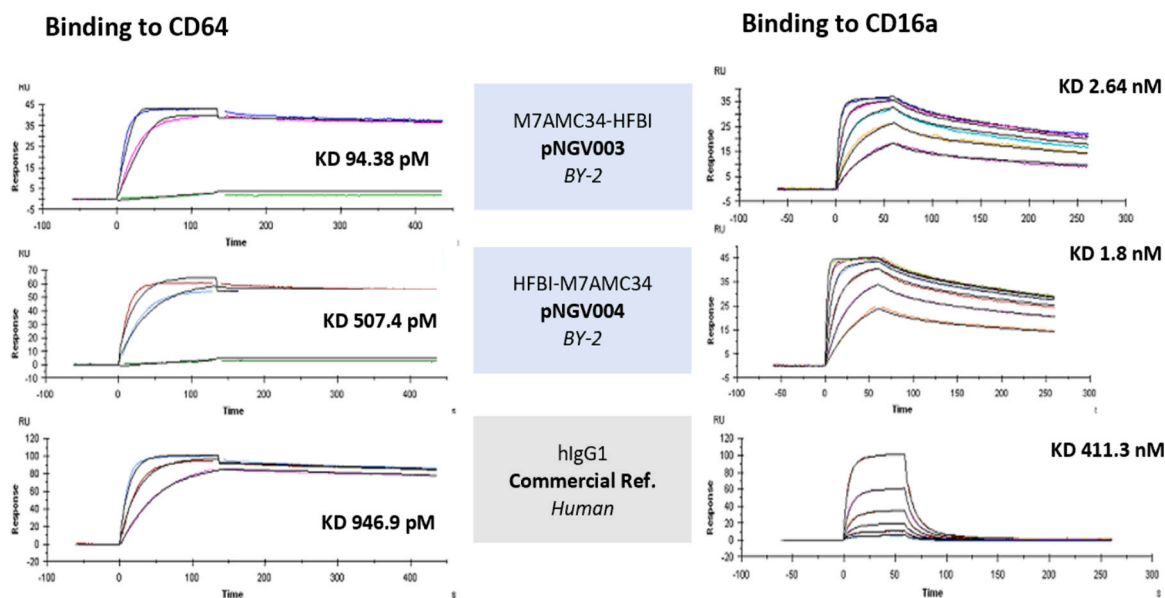 Binding to CD64
Binding to CD16a
RU
45
35
25
15
5
-5
Response
-100 0 100 200 300 400
Time
s
KD 94.38 pM
M7AMC34-HFBI
pNGV003
BY-2
RU
35
25
15
5
-5
Response
-100 -50 0 50 100 150 200 250 300
Time
s
KD 2.64 nM
RU
70
60
50
40
30
20
10
0
-10
Response
-100 0 100 200 300 400
Time
s
KD 507.4 pM
HFBI-M7AMC34
pNGV004
BY-2
RU
45
35
25
15
5
-5
Response
-100 -50 0 50 100 150 200 250 300
Time
s
KD 1.8 nM
RU
120
100
80
60
40
20
0
-20
Response
-100 0 100 200 300 400
Time
s
KD 946.9 pM
hIgG1
Commercial Ref.
Human
RU
120
100
80
60
40
20
0
-20
Response
-100 -50 0 50 100 150 200 250 300
Time
s
KD 411.3 nM